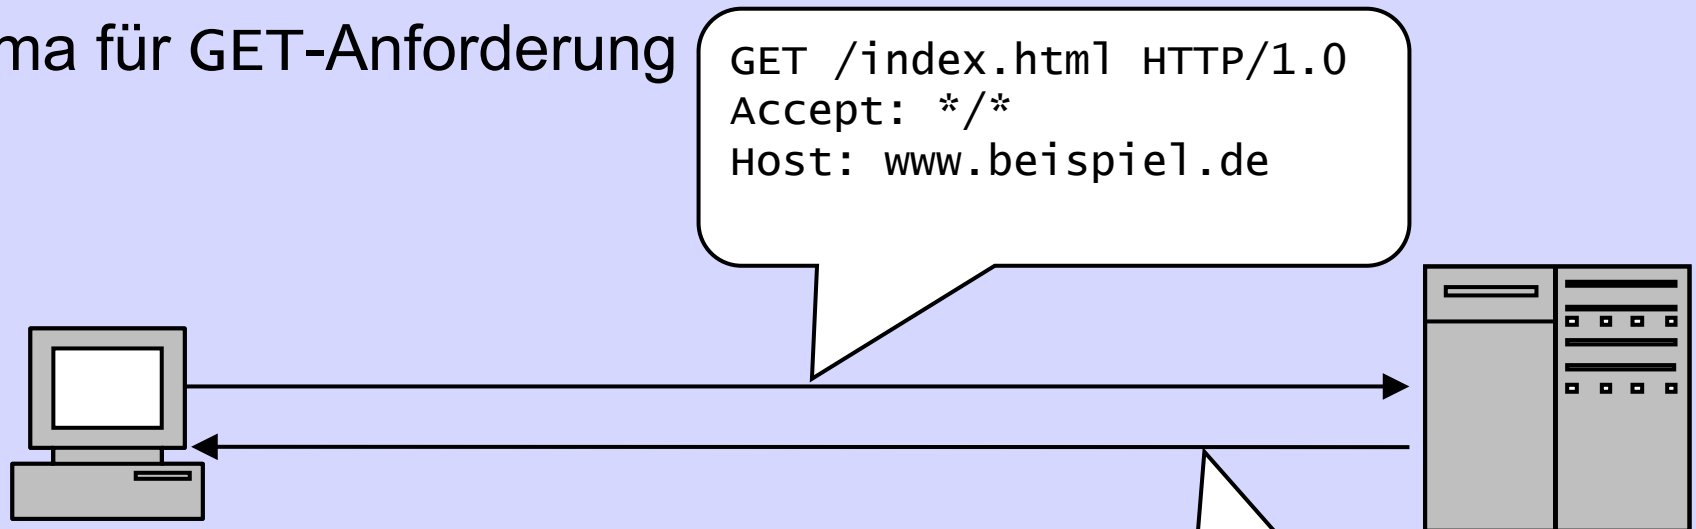 ma für GET-Anforderung
GET /index.html HTTP/1.0
Accept: */*
Host: www.beispiel.de